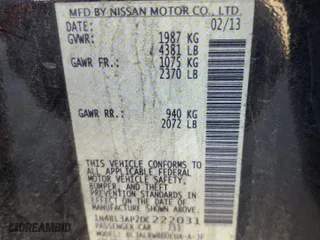 MFD BY NISSAN MOTOR CO., LTD.
DATE: 02/13
GVWR: 1987 KG
4381 LB
GAWR FR: 1075 KG
2370 LB
GAWR RR: 940 KG
2072 LB
THIS VEHICLE CONFORMS TO
ALL APPLICABLE FEDERAL
MOTOR VEHICLE SAFETY,
BUMPER, AND THEFT
PREVENTION STANDARDS
IN EFFECT ON THE DATE OF
MANUFACTURE SHOWN ABOVE.
1N4BL3AP2DC222031
PASSENGER CAR